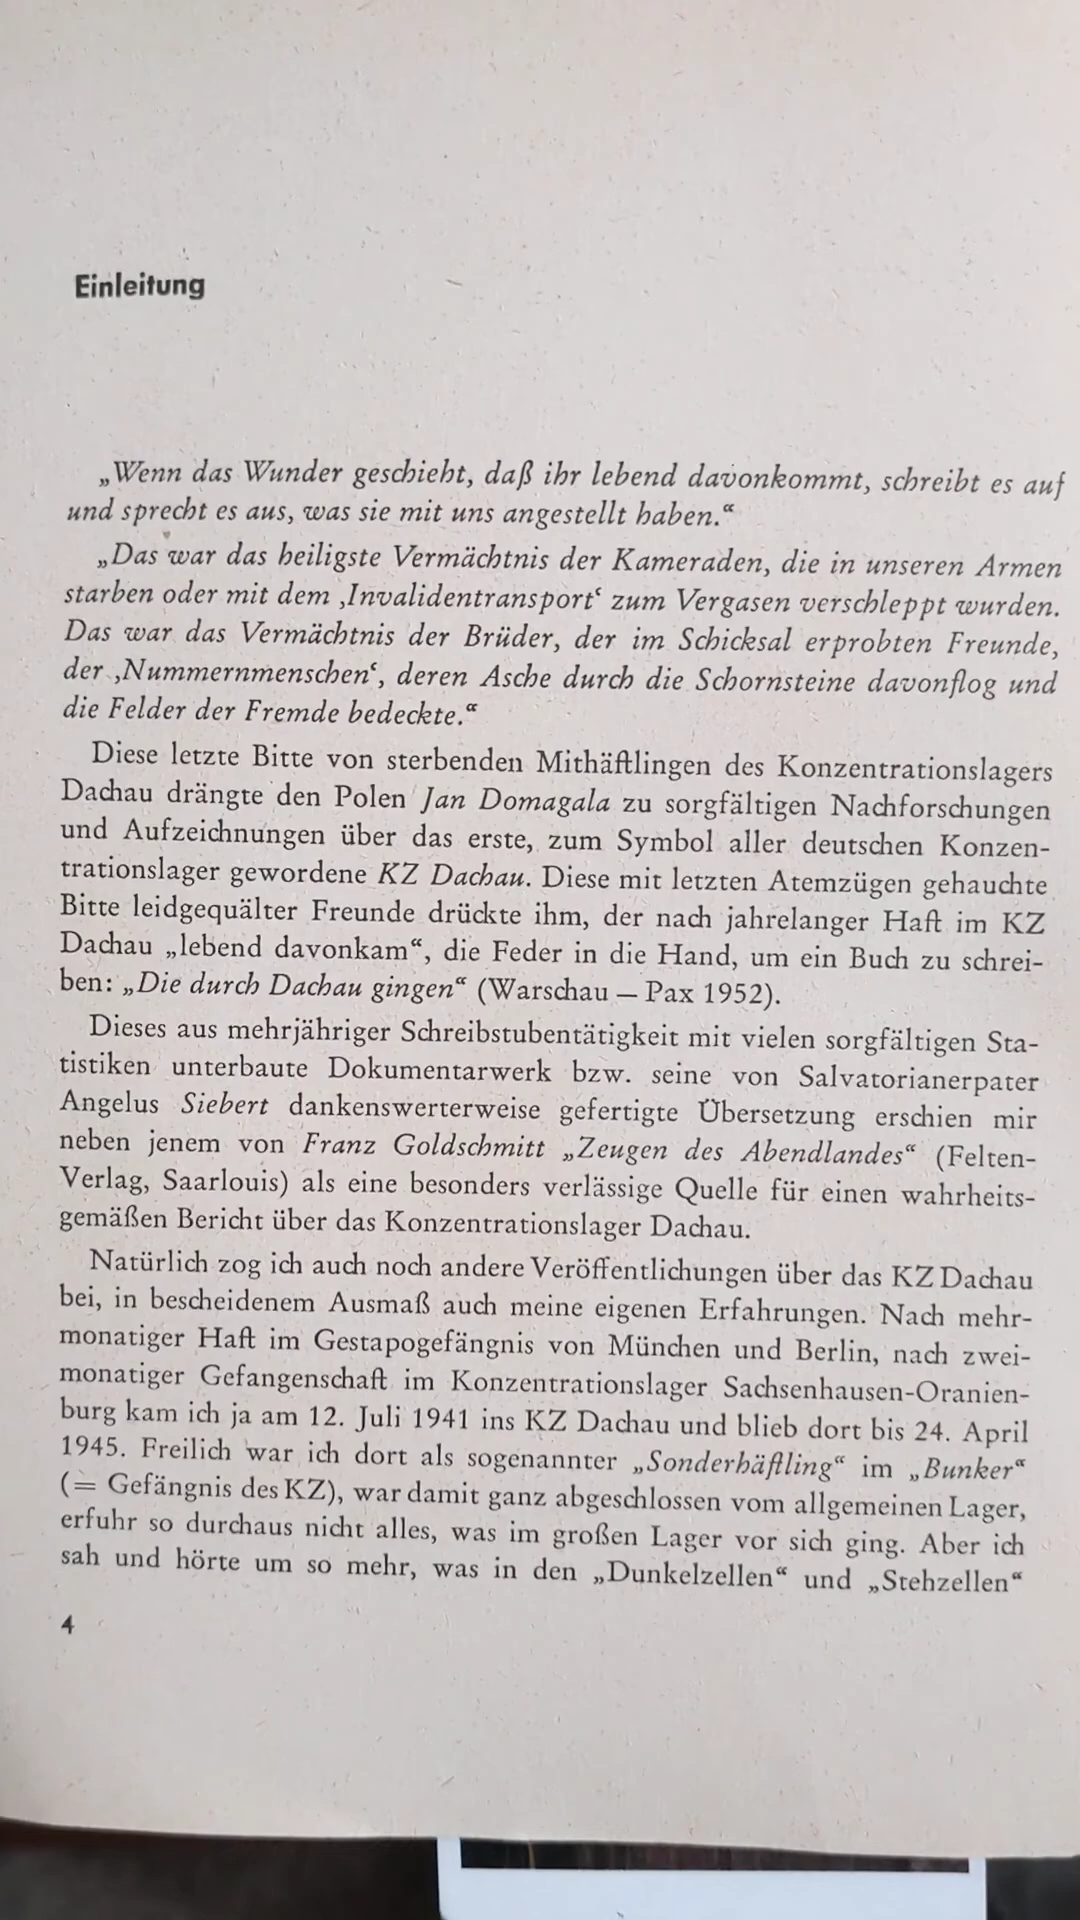 Einleitung
„Wenn das Wunder geschieht, daß ihr lebend davonkommt, schreibt es auf
und sprecht es aus, was sie mit uns angestellt haben.“
„Das war das heiligste Vermächtnis der Kameraden, die in unseren Armen
starben oder mit dem ‚Invalidentransport‘ zum Vergasen verschleppt wurden.
Das war das Vermächtnis der Brüder, der im Schicksal erprobten Freunde,
der ‚Nummernmenschen‘, deren Asche durch die Schornsteine davonflog und
die Felder der Fremde bedeckte.“
Diese letzte Bitte von sterbenden Mithäftlingen des Konzentrationslagers
Dachau drängte den Polen Jan Domagala zu sorgfältigen Nachforschungen
und Aufzeichnungen über das erste, zum Symbol aller deutschen Konzen-
trationslager gewordene KZ Dachau. Diese mit letzten Atemzügen gehauchte
Bitte leidgequälter Freunde drückte ihm, der nach jahrelanger Haft im KZ
Dachau „lebend davonkam“, die Feder in die Hand, um ein Buch zu schrei-
ben: „Die durch Dachau gingen“ (Warschau — Pax 1952).
Dieses aus mehrjähriger Schreibstubentätigkeit mit vielen sorgfältigen Sta-
tistiken unterbaute Dokumentarwerk bzw. seine von Salvatorianerpater
Angelus Siebert dankenswerterweise gefertigte Übersetzung erschien mir
neben jenem von Franz Goldschmitt „Zeugen des Abendlandes“ (Felten-
Verlag, Saarlouis) als eine besonders verlässige Quelle für einen wahrheits-
gemäßen Bericht über das Konzentrationslager Dachau.
Natürlich zog ich auch noch andere Veröffentlichungen über das KZ Dachau
bei, in bescheidenem Ausmaß auch meine eigenen Erfahrungen. Nach mehr-
monatiger Haft im Gestapogefängnis von München und Berlin, nach zwei-
monatiger Gefangenschaft im Konzentrationslager Sachsenhausen-Oranien-
burg kam ich ja am 12. Juli 1941 ins KZ Dachau und blieb dort bis 24. April
1945. Freilich war ich dort als sogenannter „Sonderhäftling“ im „Bunker“
(= Gefängnis des KZ), war damit ganz abgeschlossen vom allgemeinen Lager,
erfuhr so durchaus nicht alles, was im großen Lager vor sich ging. Aber ich
sah und hörte um so mehr, was in den „Dunkelzellen“ und „Stehzellen“
4